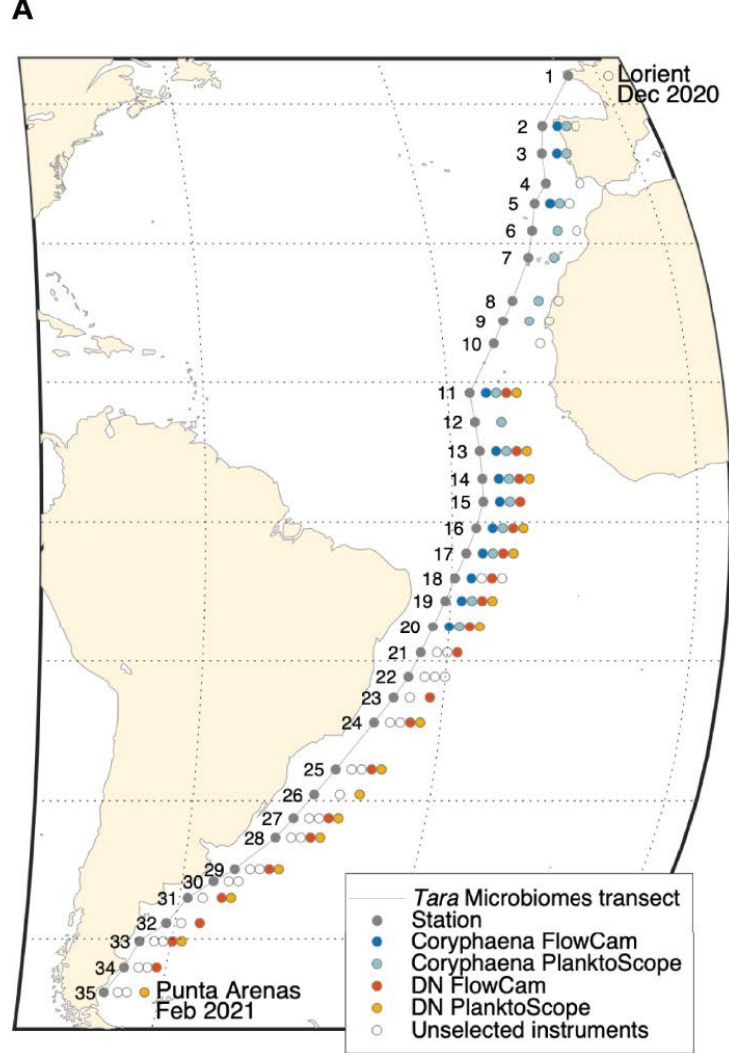 A
1
Lorient
Dec 2020
2
3
4
5
6
7
8
9
10
11
12
13
14
15
16
17
18
19
20
21
22
23
24
25
26
27
28
29
30
31
32
33
34
35
Punta Arenas
Feb 2021
Tara Microbiomes transect
Station
Coryphaena FlowCam
Coryphaena PlanktoScope
DN FlowCam
DN PlanktoScope
Unselected instruments